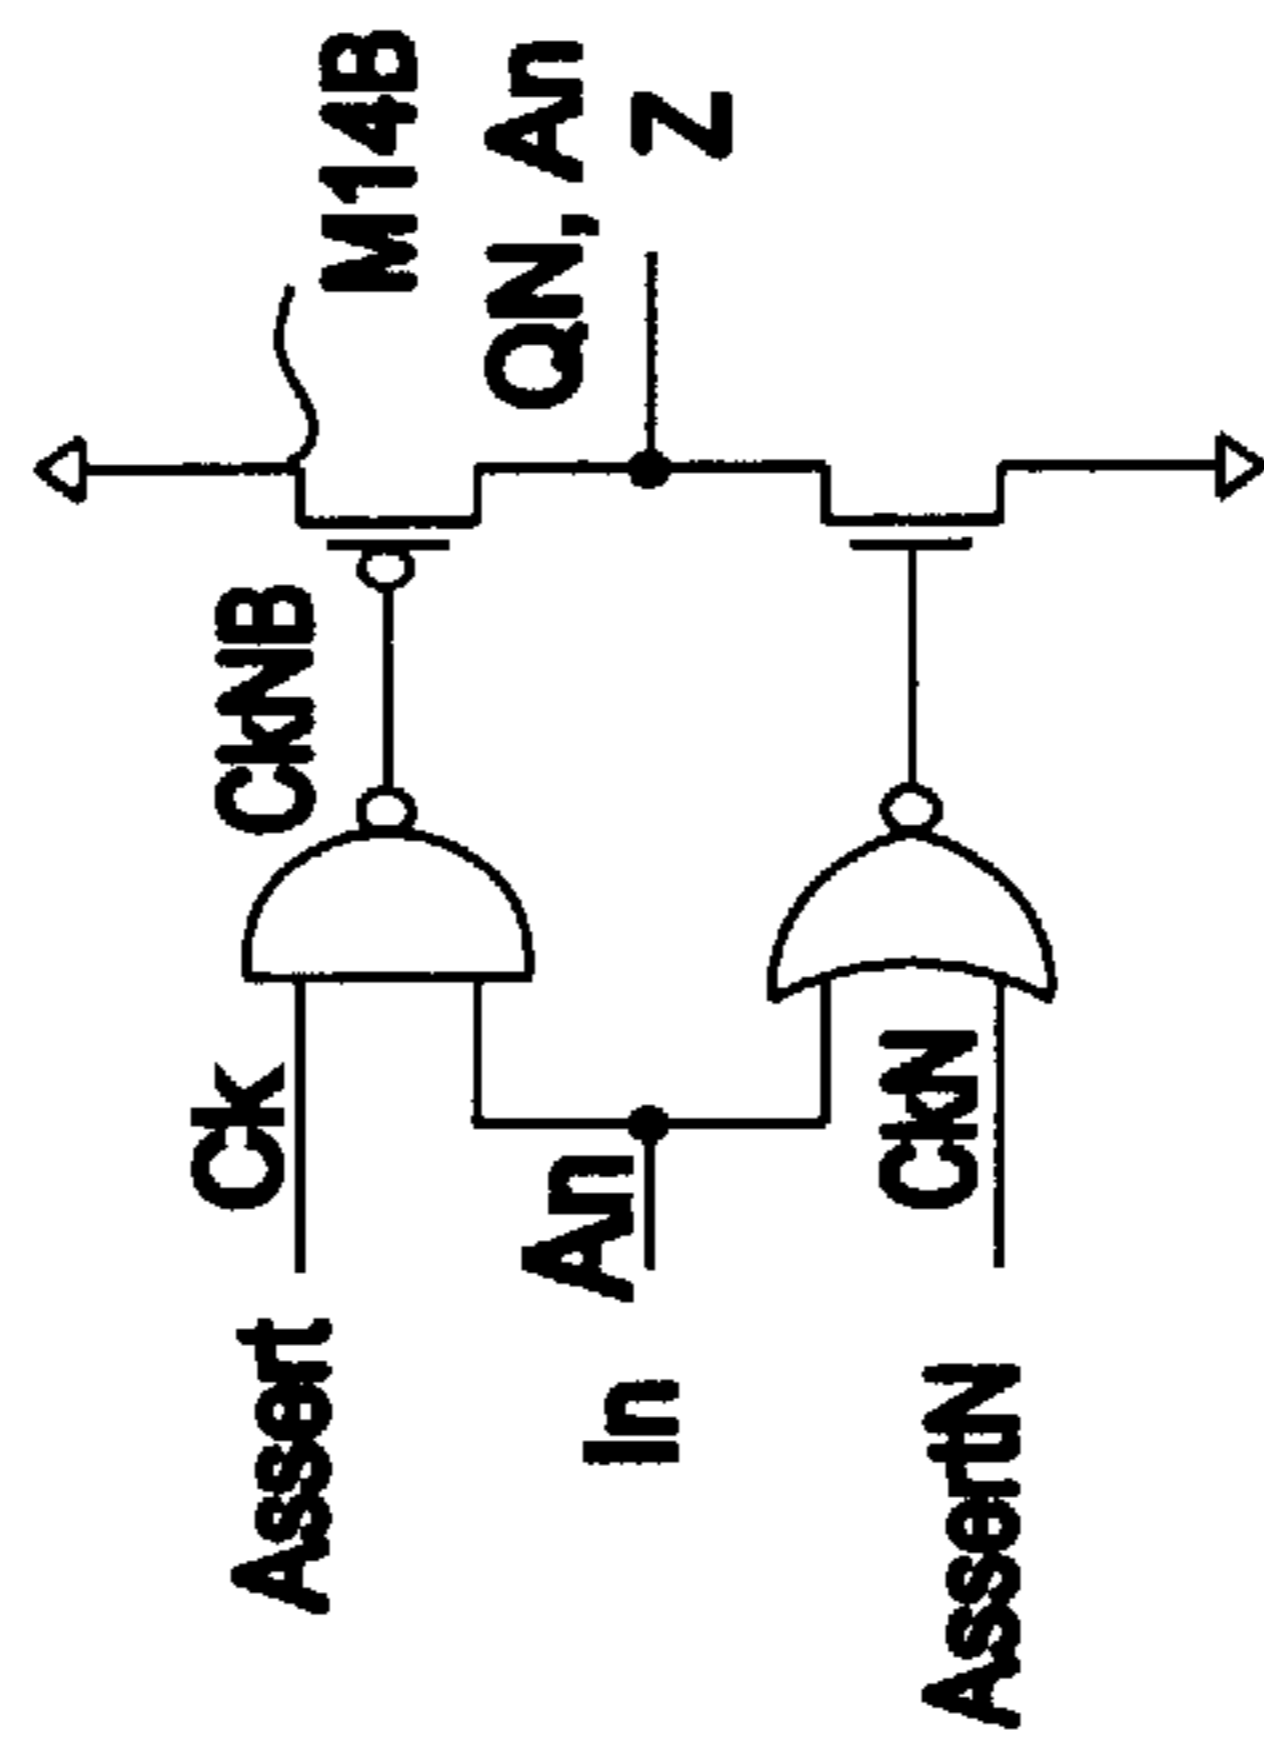 Assert
Ck
CkNB
M14B
In
An
QN, An
Z
AssertN
CkN